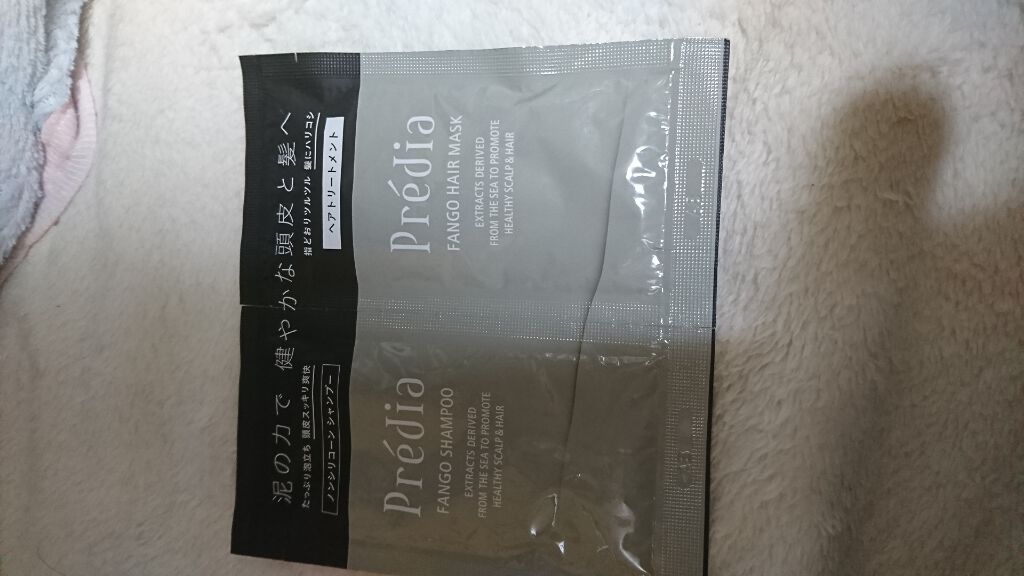 泥の力で 健やかな頭皮と髪へ
たっぷり泡立ち 頭皮スッキリ爽快
ノンシリコーン シャンプー
Prédia
FANGO SHAMPOO
EXTRACTS DERIVED
FROM THE SEA TO PROMOTE
HEALTHY SCALP & HAIR
指どおりツルツル 髪にハリコシ
ヘアトリートメント
Prédia
FANGO HAIR MASK
EXTRACTS DERIVED
FROM THE SEA TO PROMOTE
HEALTHY SCALP & HAIR